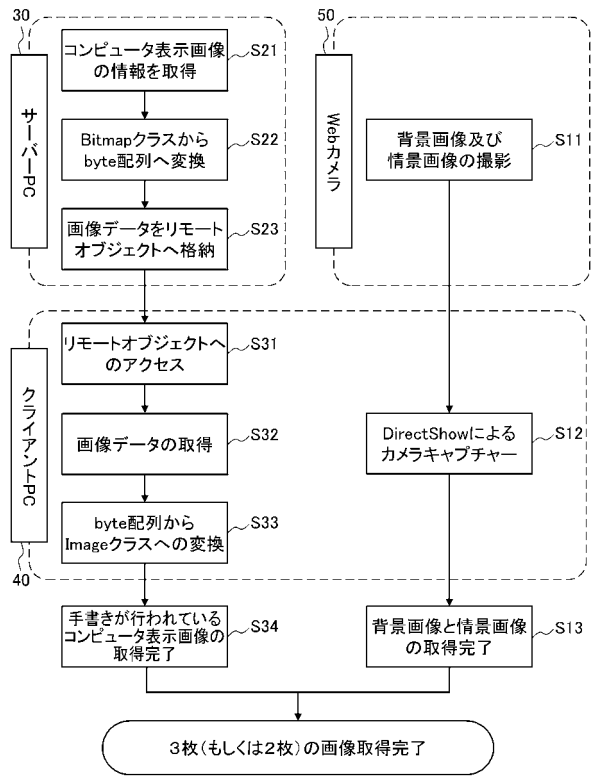 30
サーバーPC
コンピュータ表示画像
の情報を取得
S21
Bitmapクラスから
byte配列へ変換
S22
画像データをリモート
オブジェクトへ格納
S23
50
Webカメラ
背景画像及び
情景画像の撮影
S11
クライアントPC
40
リモートオブジェクトへ
のアクセス
S31
画像データの取得
S32
byte配列から
Imageクラスへの変換
S33
DirectShowによる
カメラキャプチャー
S12
手書きが行われている
コンピュータ表示画像の
取得完了
S34
背景画像と情景画像
の取得完了
S13
3枚(もしくは2枚)の画像取得完了